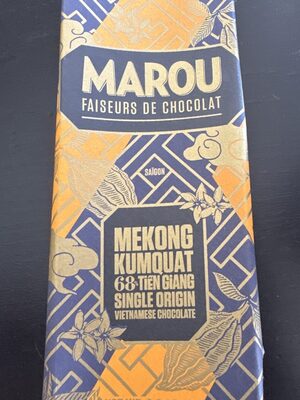 MAROU
FAISEURS DE CHOCOLAT
SAIGON
MEKONG
KUMQUAT
68% TIỀN GIANG
SINGLE ORIGIN
VIETNAMESE CHOCOLATE